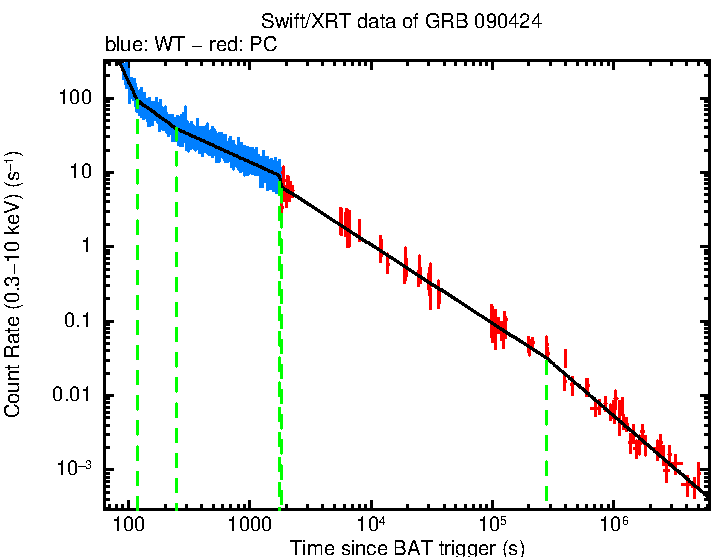 Swift/XRT data of GRB 090424
blue: WT − red: PC
Count Rate (0.3−10 keV) (s⁻¹)
100
10
1
0.1
0.01
10⁻³
100 1000 10⁴ 10⁵ 10⁶
Time since BAT trigger (s)